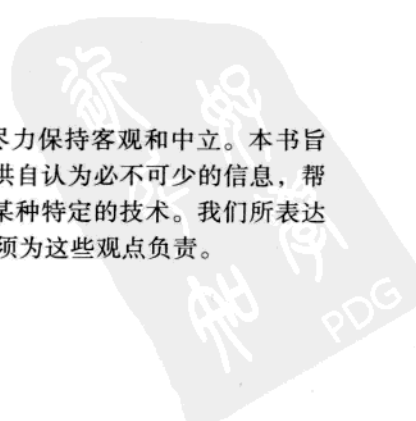 尽力保持客观和中立。本书旨
供自认为必不可少的信息，帮
某种特定的技术。我们所表达
须为这些观点负责。
PDG